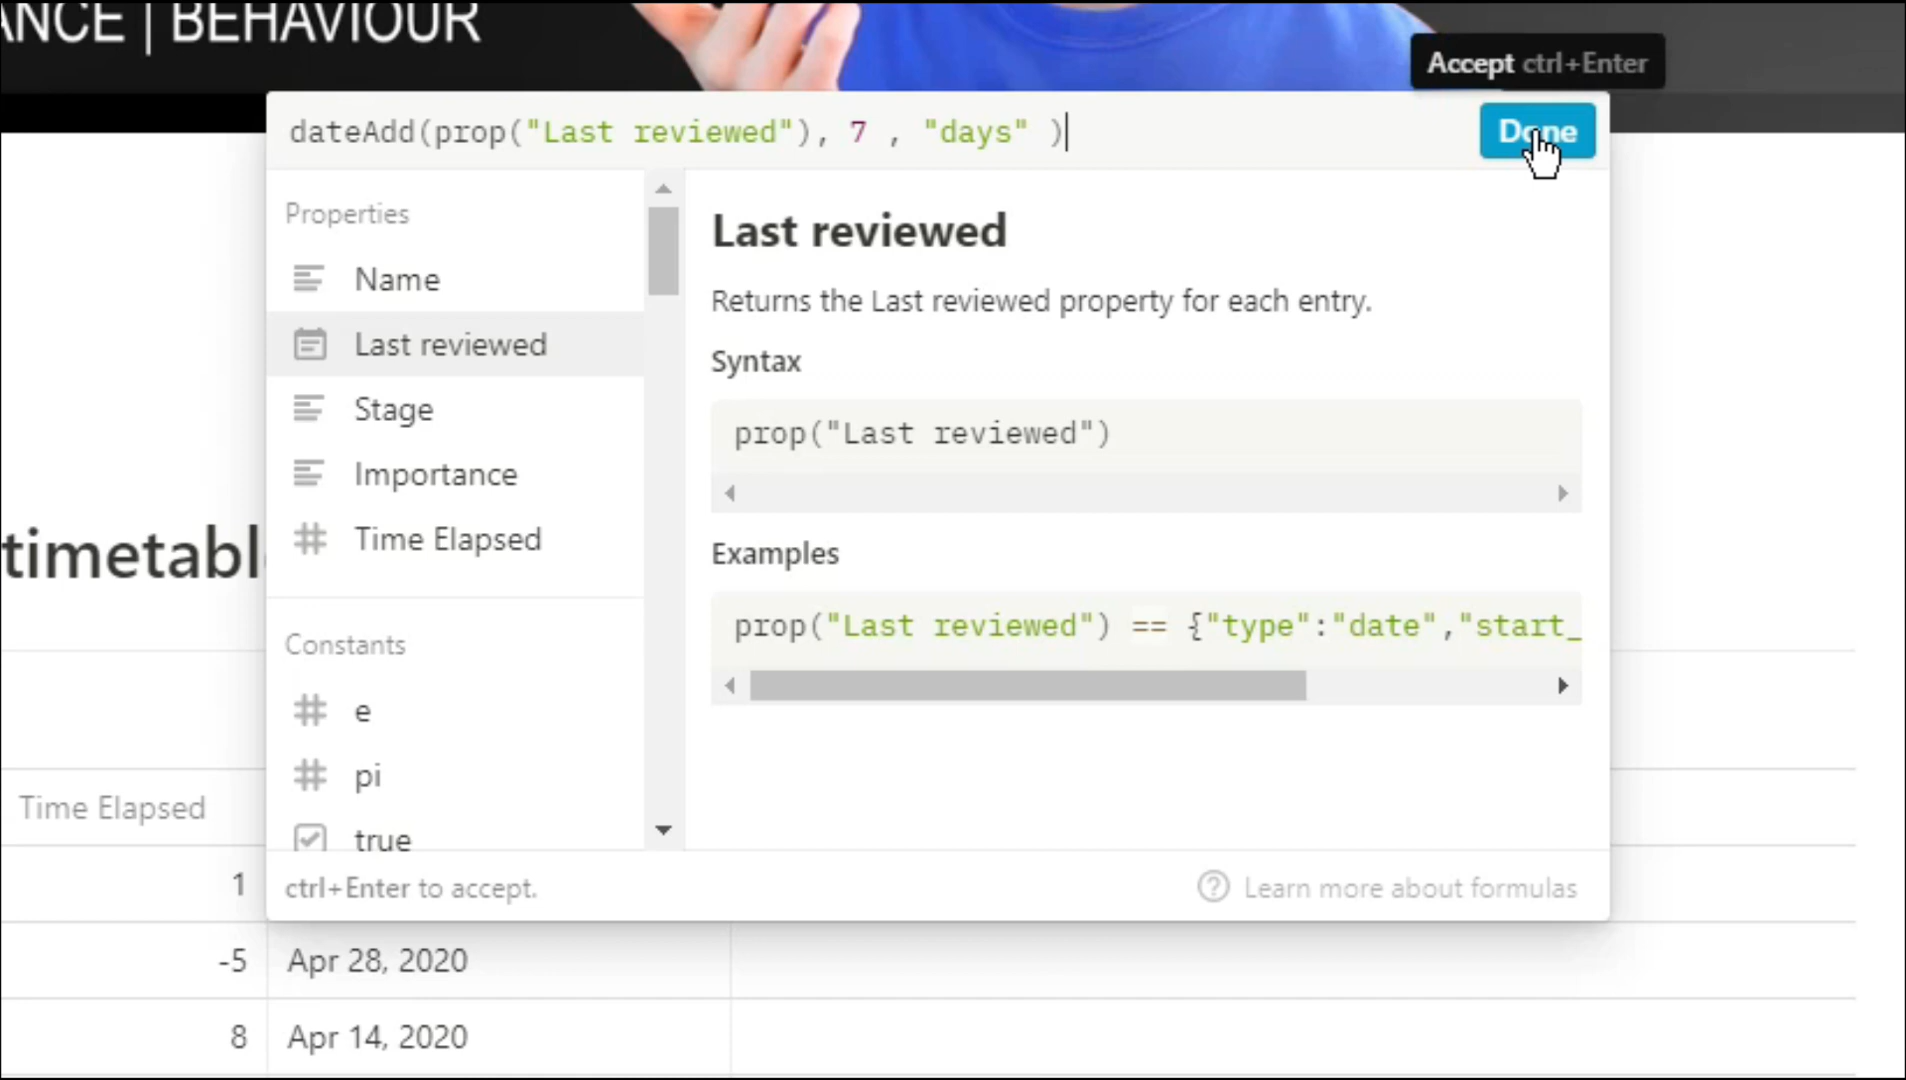 ANCE | BEHAVIOUR
Accept ctrl+Enter
dateAdd(prop("Last reviewed"), 7 , "days" )
Done
Properties
Name
Last reviewed
Stage
Importance
Time Elapsed
Constants
e
pi
true
ctrl+Enter to accept.
Last reviewed
Returns the Last reviewed property for each entry.
Syntax
prop("Last reviewed")
Examples
prop("Last reviewed") == {"type":"date","start_
Learn more about formulas
timetabl
Time Elapsed
1
-5 Apr 28, 2020
8 Apr 14, 2020